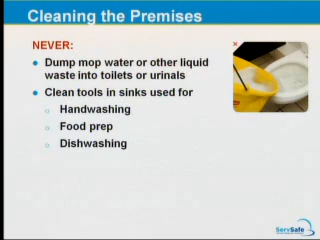 Cleaning the Premises
NEVER:
Dump mop water or other liquid
waste into toilets or urinals
Clean tools in sinks used for
Handwashing
Food prep
Dishwashing
ServSafe